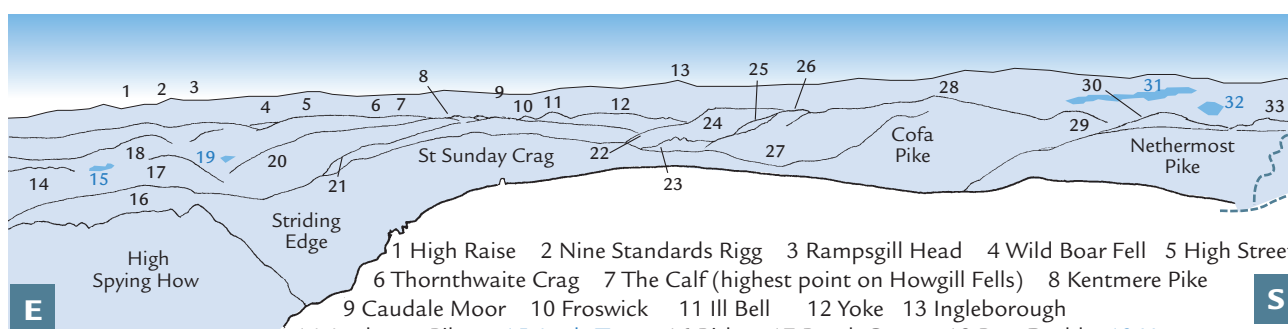 1 2 3 4 5 6 7 8 9 10 11 12 13 25 26 28 30 31 32 33
14 15 16 17 18 19 20 21 22 23 24 27 29
St Sunday Crag
Cofa
Pike
Nethermost
Pike
Striding
Edge
High
Spying How
E
S
1 High Raise 2 Nine Standards Rigg 3 Rampsgill Head 4 Wild Boar Fell 5 High Street
6 Thornthwaite Crag 7 The Calf (highest point on Howgill Fells) 8 Kentmere Pike
9 Caudale Moor 10 Froswick 11 Ill Bell 12 Yoke 13 Ingleborough